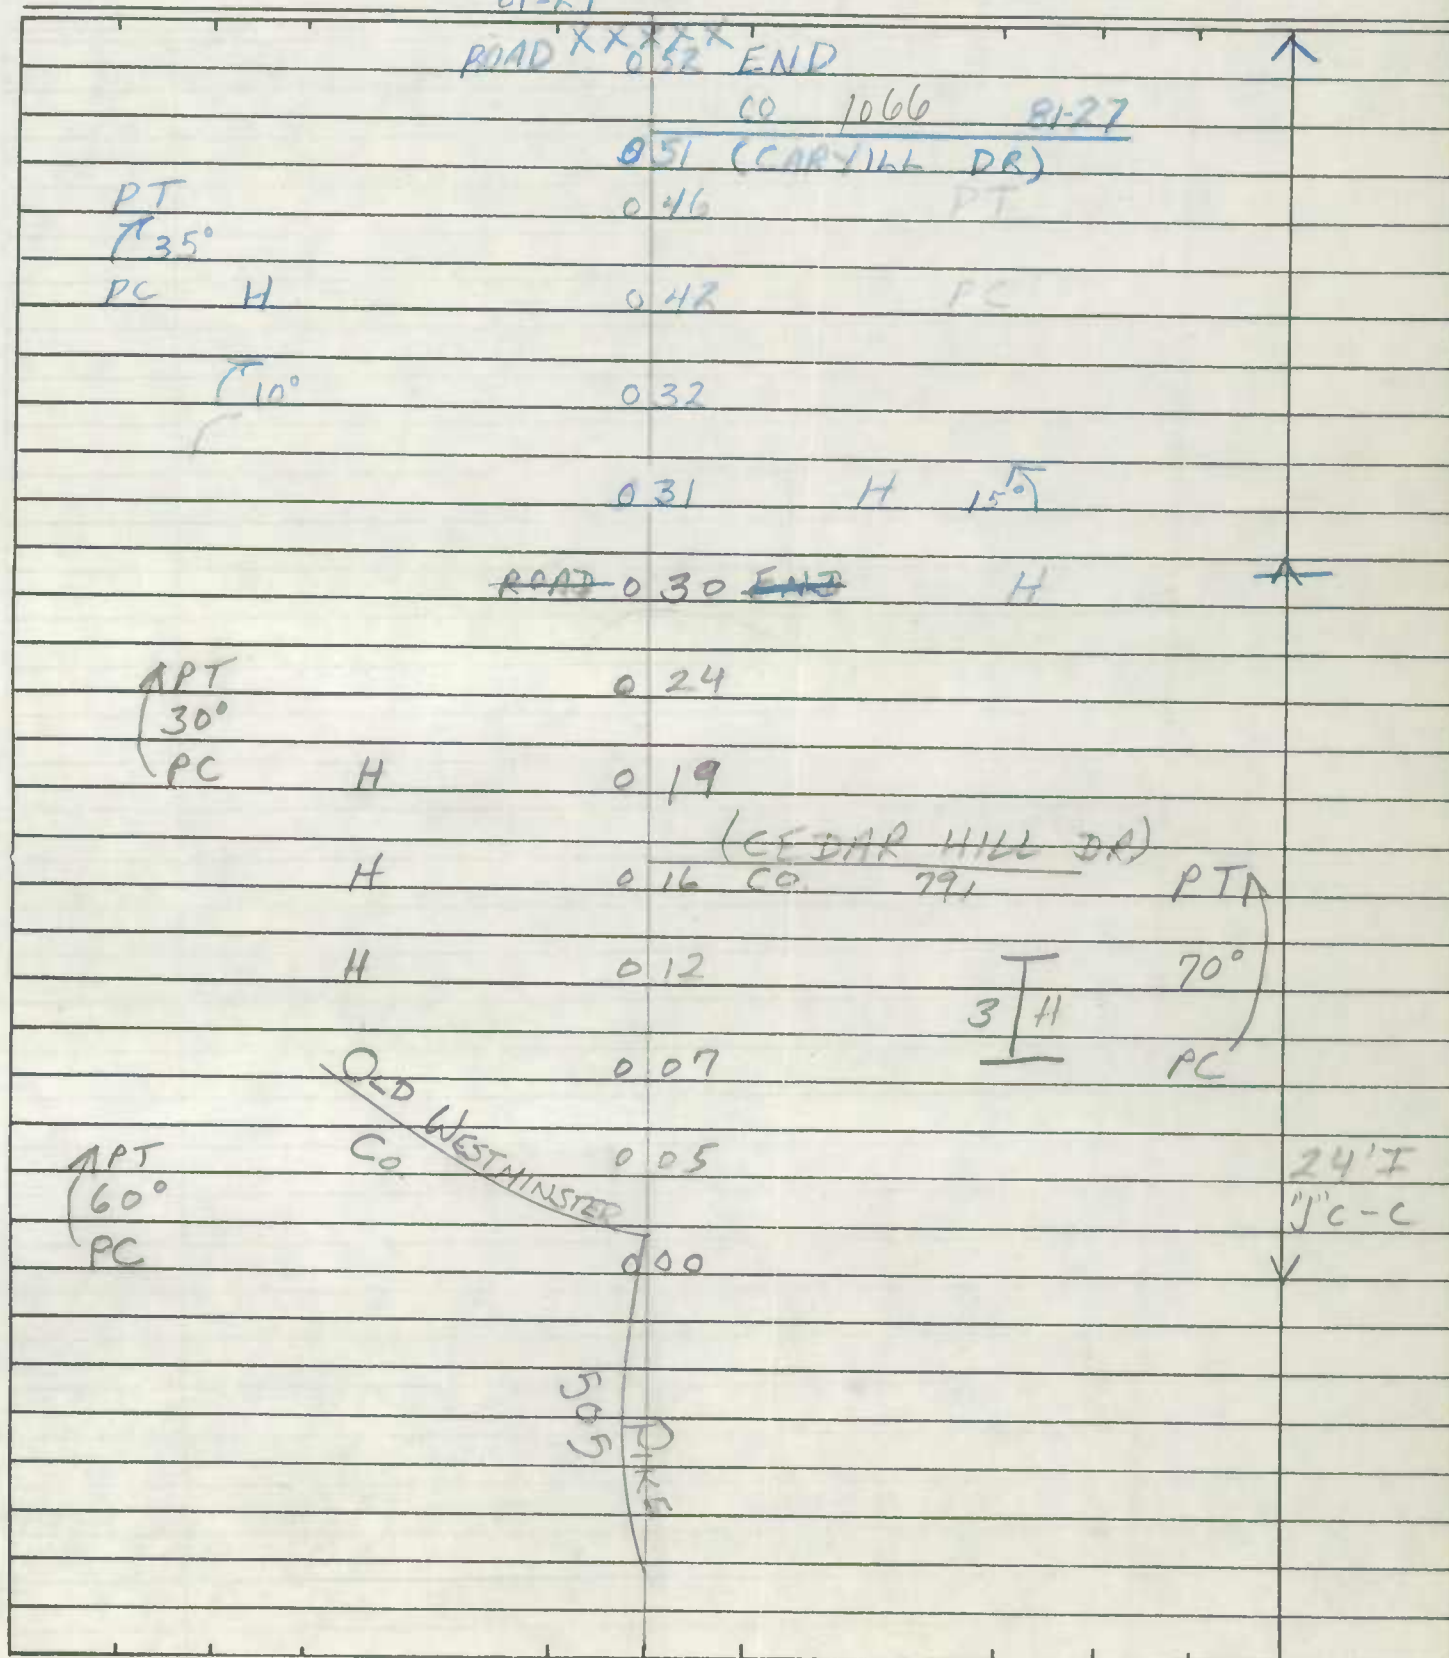 X X X X X
ROAD 0 52 END
CO 1066 81-27
0 51 (CARYILL DR)
PT 0 46 PT
35°
PC H 0 42 PC
10° 0 32
0 31 H 15°
ROAD 0 30 END H
PT 0 24
30°
PC H 0 19
(CEDAR HILL DR)
H 0 16 CO. 791 PT
H 0 12 70°
3 H
OLD WESTMINSTER 0 07 PC
PT Co. 0 05 24' I
60° "J" C-C
PC 0 00
505 PIKE